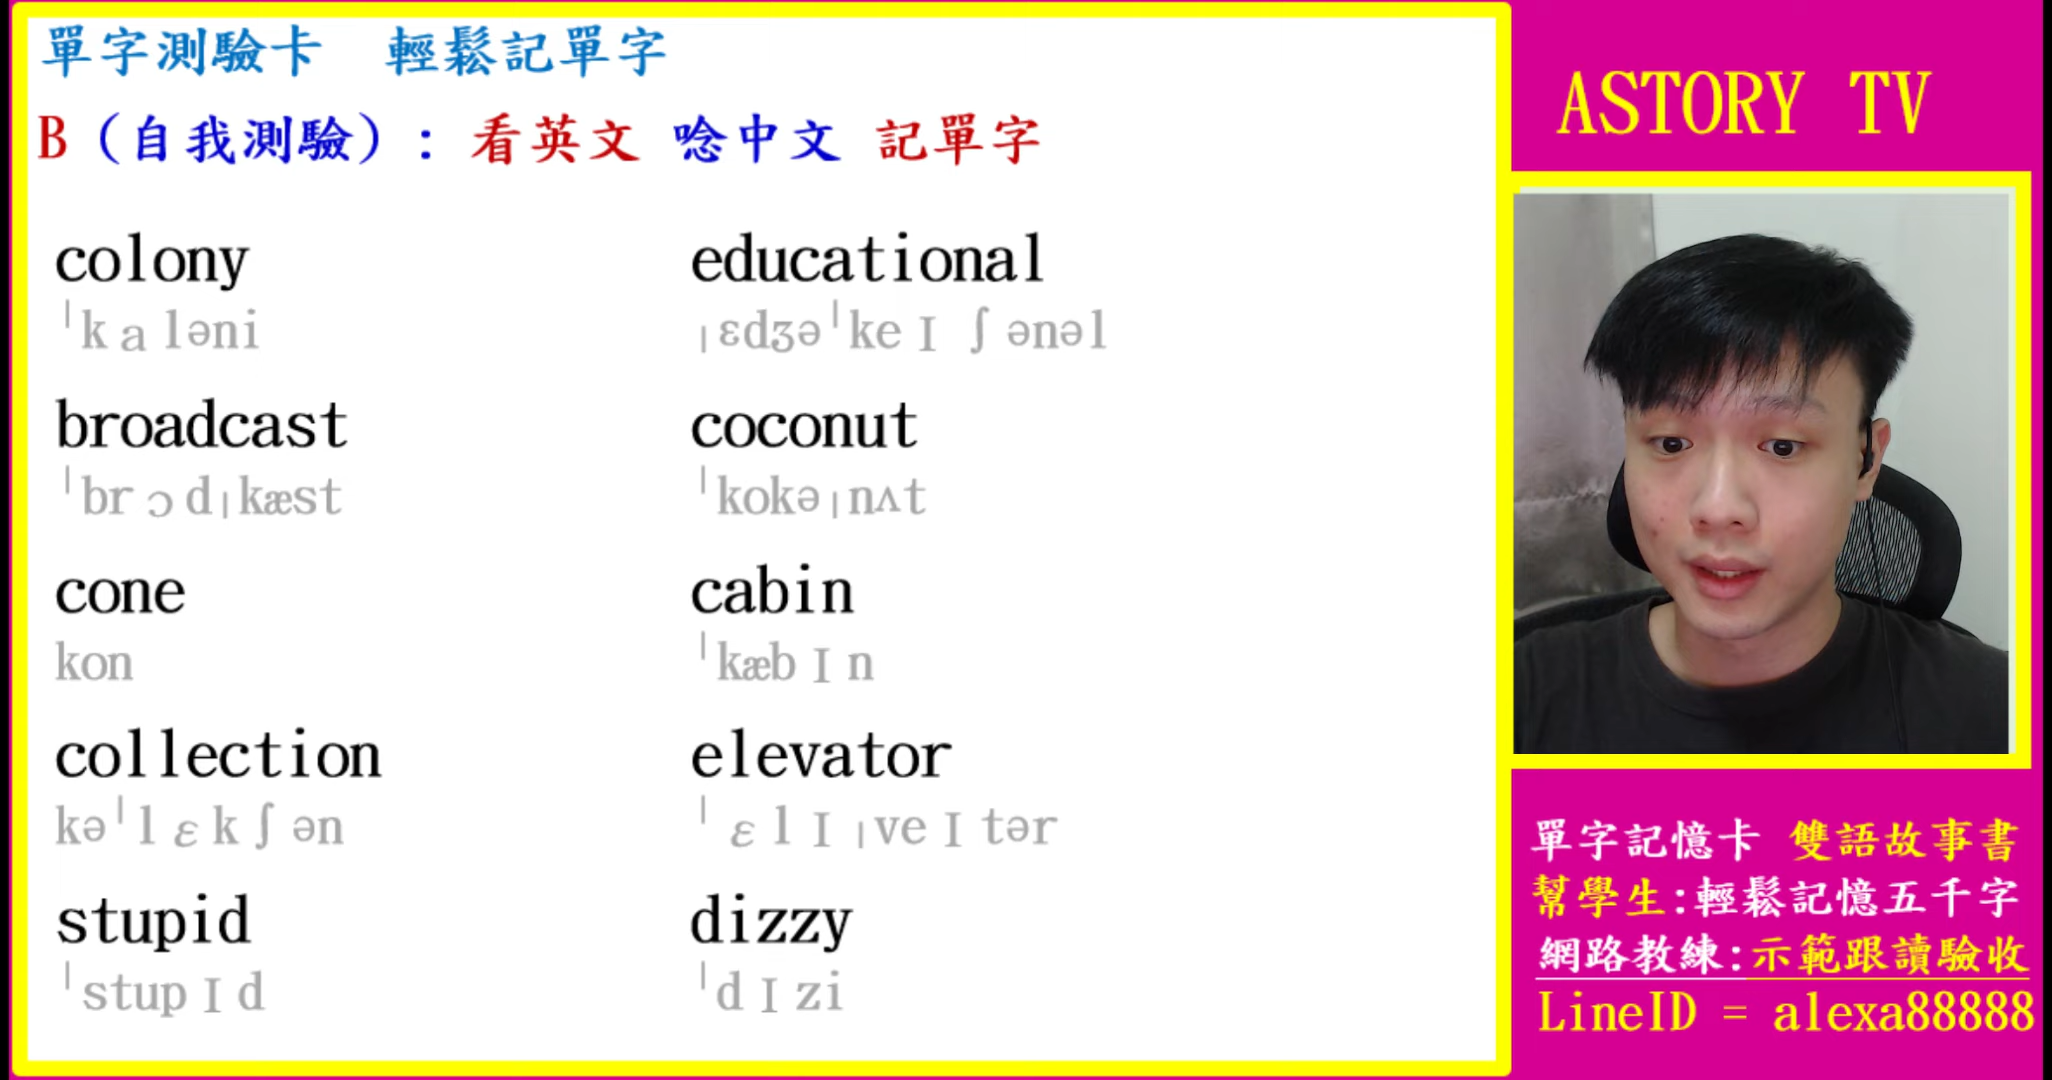 單字測驗卡 輕鬆記單字
B (自我測驗) : 看英文 唸中文 記單字
colony
ˈkɑləni
broadcast
ˈbrɔdˌkæst
cone
kon
collection
kəˈlɛkʃən
stupid
ˈstupɪd
educational
ˌɛdʒəˈkeɪʃənəl
coconut
ˈkokəˌnʌt
cabin
ˈkæbɪn
elevator
ˈɛlɪˌveɪtər
dizzy
ˈdɪzi
ASTORY TV
單字記憶卡 雙語故事書
幫學生:輕鬆記憶五千字
網路教練:示範跟讀驗收
LineID = alexa88888